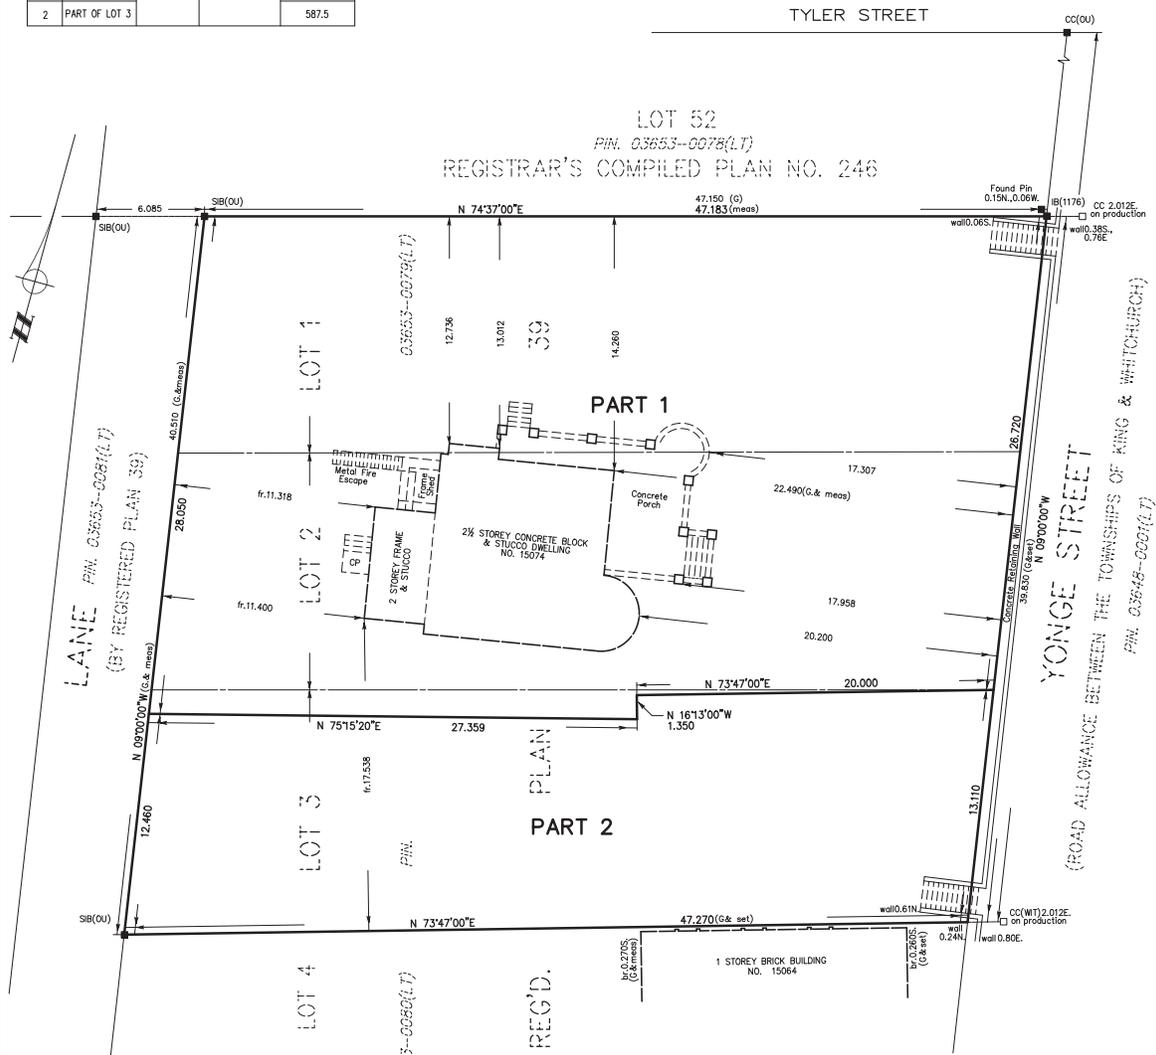 2 PART OF LOT 3 587.5
TYLER STREET
CC(OU)
LOT 52
PIN. 03653-0078(LT)
REGISTRAR'S COMPILED PLAN NO. 246
6.085
SIB(OU)
SIB(OU)
N 74°37'00"E
47.150 (G)
47.183(meas)
Found Pin
0.15N.,0.06W.
IB(1176)
CC 2.012E.
on production
wall0.06S.
wall0.38S.,
0.76E
LOT 1
03653-0079(LT)
12.736
13.012
39
14.260
40.510 (G.&meas)
26.720
PART 1
17.307
22.490(G.& meas)
Metal Fire
Escape
Frame
Shed
Concrete
Porch
fr.11.318
28.050
LANE PIN. 03653-0081(LT)
(BY REGISTERED PLAN 39)
LOT 2
CP
2 STOREY FRAME
& STUCCO
2½ STOREY CONCRETE BLOCK
& STUCCO DWELLING
NO. 15074
fr.11.400
17.958
20.200
Concrete Retaining Wall
39.830 (G&set)
N 09°00'00"W
YONGE STREET
(ROAD ALLOWANCE BETWEEN THE TOWNSHIPS OF KING & WHITCHURCH)
PIN. 03648-0001(LT)
N 09°00'00"W(G.& meas)
N 73°47'00"E
20.000
N 16°13'00"W
1.350
N 75°15'20"E
27.359
fr.17.538
PLAN
12.460
LOT 3
PIN.
PART 2
13.110
SIB(OU)
N 73°47'00"E
47.270(G& set)
wall0.61N.
wall
0.24N.
wall 0.80E.
CC(WIT)2.012E.
on production
br.0.270S.
(G&meas)
1 STOREY BRICK BUILDING
NO. 15064
br.0.260S.
(G&set)
LOT 4
3-0080(LT)
REG'D.